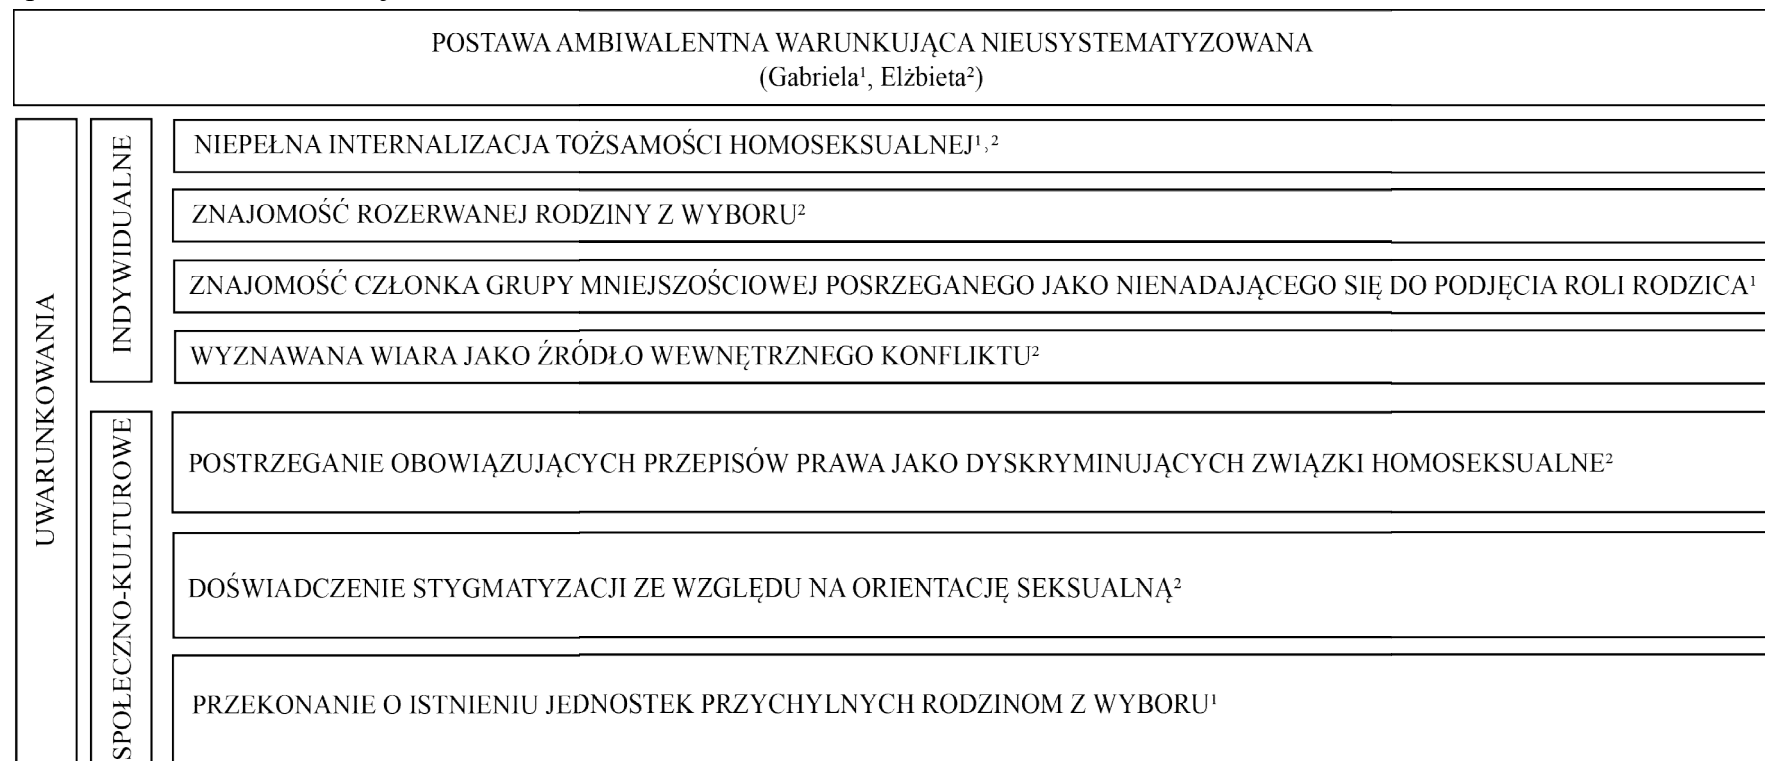 POSTAWA AMBIWALENTNA WARUNKUJĄCA NIEUSYSTEMATYZOWANA
(Gabriela¹, Elżbieta²)
UWARUNKOWANIA
INDYWIDUALNE
NIEPEŁNA INTERNALIZACJA TOŻSAMOŚCI HOMOSEKSUALNEJ¹,²
ZNAJOMOŚĆ ROZERWANEJ RODZINY Z WYBORU²
ZNAJOMOŚĆ CZŁONKA GRUPY MNIEJSZOŚCIOWEJ POSRZEGANEGO JAKO NIENADAJĄCEGO SIĘ DO PODJĘCIA ROLI RODZICA¹
WYZNAWANA WIARA JAKO ŹRÓDŁO WEWNĘTRZNEGO KONFLIKTU²
SPOŁECZNO-KULTUROWE
POSTRZEGANIE OBOWIĄZUJĄCYCH PRZEPISÓW PRAWA JAKO DYSKRYMINUJĄCYCH ZWIĄZKI HOMOSEKSUALNE²
DOŚWIADCZENIE STYGMATYZACJI ZE WZGLĘDU NA ORIENTACJĘ SEKSUALNĄ²
PRZEKONANIE O ISTNIENIU JEDNOSTEK PRZYCHYLNYCH RODZINOM Z WYBORU¹